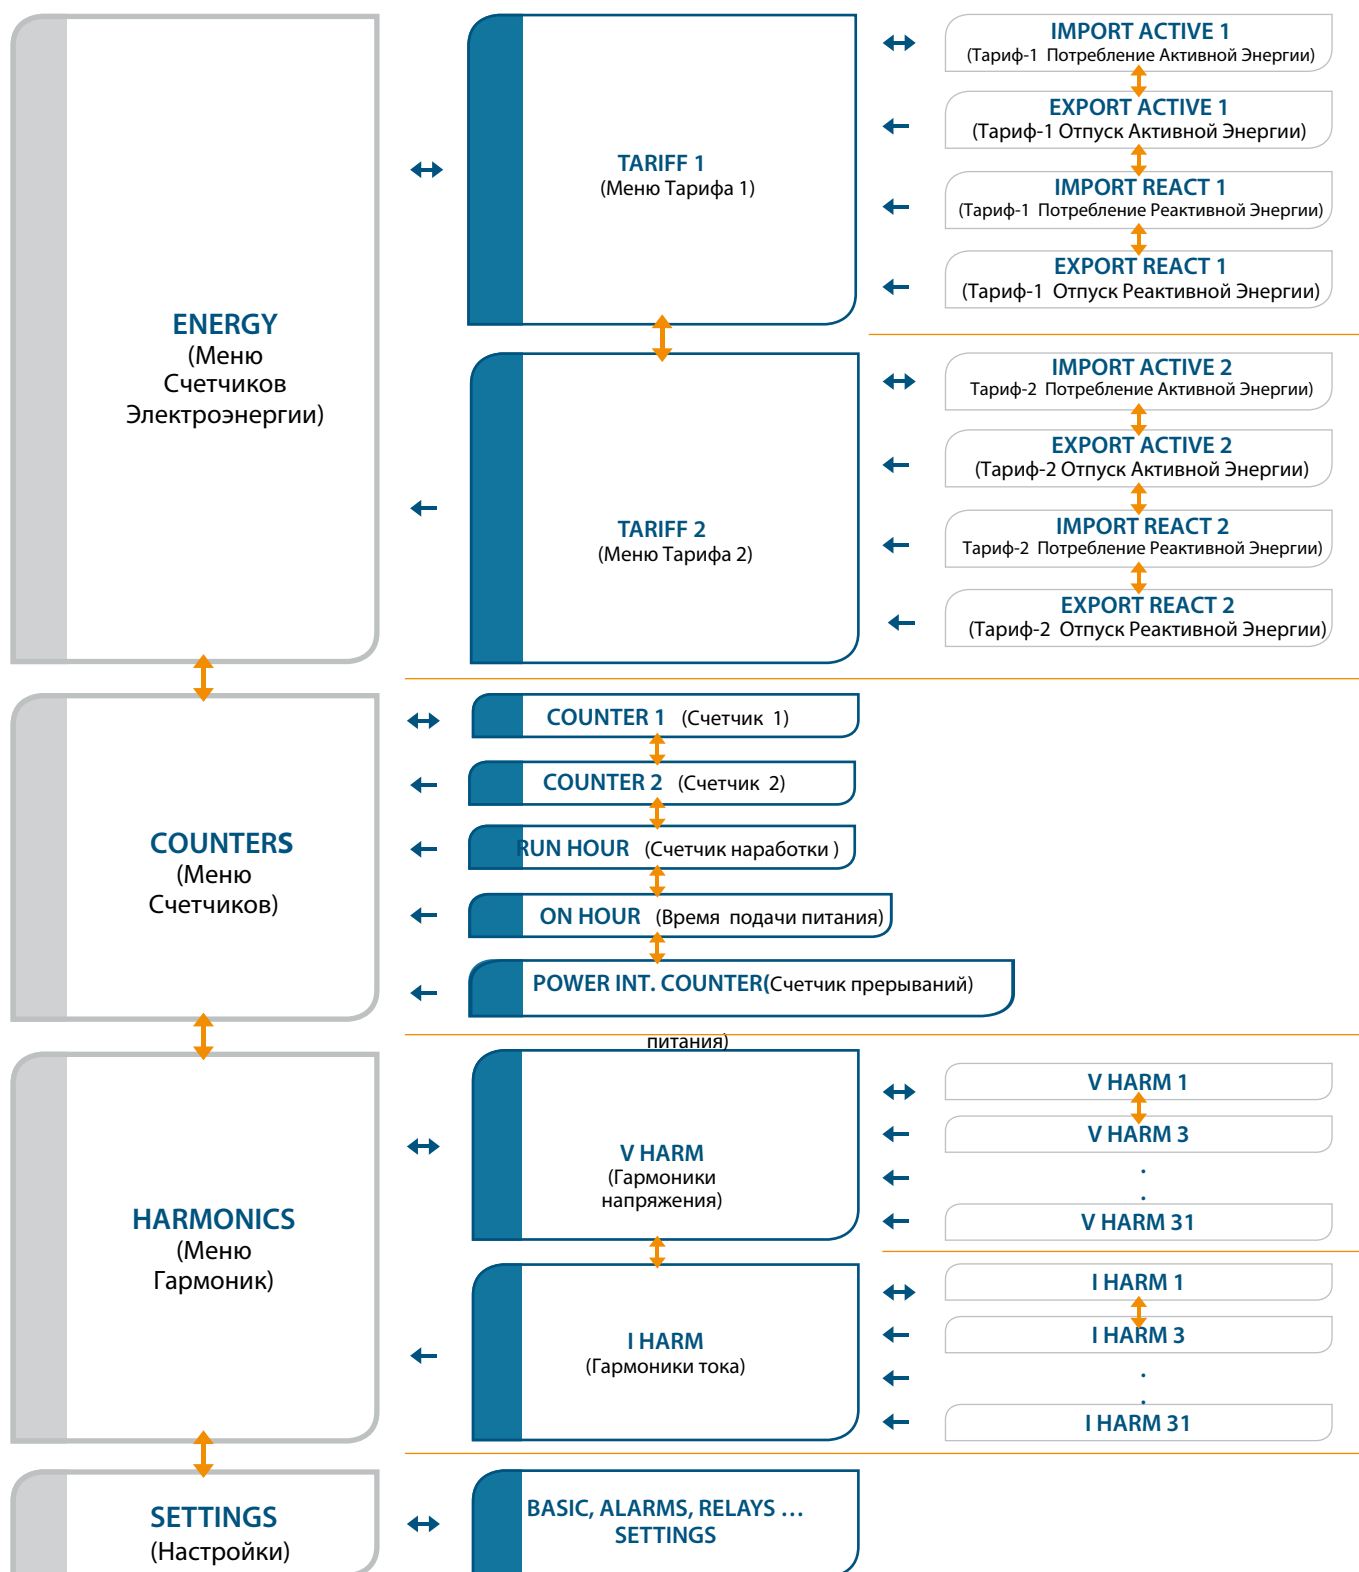 ENERGY
(Меню
Счетчиков
Электроэнергии)
TARIFF 1
(Меню Тарифа 1)
IMPORT ACTIVE 1
(Тариф-1 Потребление Активной Энергии)
EXPORT ACTIVE 1
(Тариф-1 Отпуск Активной Энергии)
IMPORT REACT 1
(Тариф-1 Потребление Реактивной Энергии)
EXPORT REACT 1
(Тариф-1 Отпуск Реактивной Энергии)
TARIFF 2
(Меню Тарифа 2)
IMPORT ACTIVE 2
Тариф-2 Потребление Активной Энергии)
EXPORT ACTIVE 2
(Тариф-2 Отпуск Активной Энергии)
IMPORT REACT 2
Тариф-2 Потребление Реактивной Энергии)
EXPORT REACT 2
(Тариф-2 Отпуск Реактивной Энергии)
COUNTERS
(Меню
Счетчиков)
COUNTER 1 (Счетчик 1)
COUNTER 2 (Счетчик 2)
RUN HOUR (Счетчик наработки )
ON HOUR (Время подачи питания)
POWER INT. COUNTER(Счетчик прерываний)
питания)
HARMONICS
(Меню
Гармоник)
V HARM
(Гармоники
напряжения)
V HARM 1
V HARM 3
.
.
V HARM 31
I HARM
(Гармоники тока)
I HARM 1
I HARM 3
.
.
I HARM 31
SETTINGS
(Настройки)
BASIC, ALARMS, RELAYS …
SETTINGS